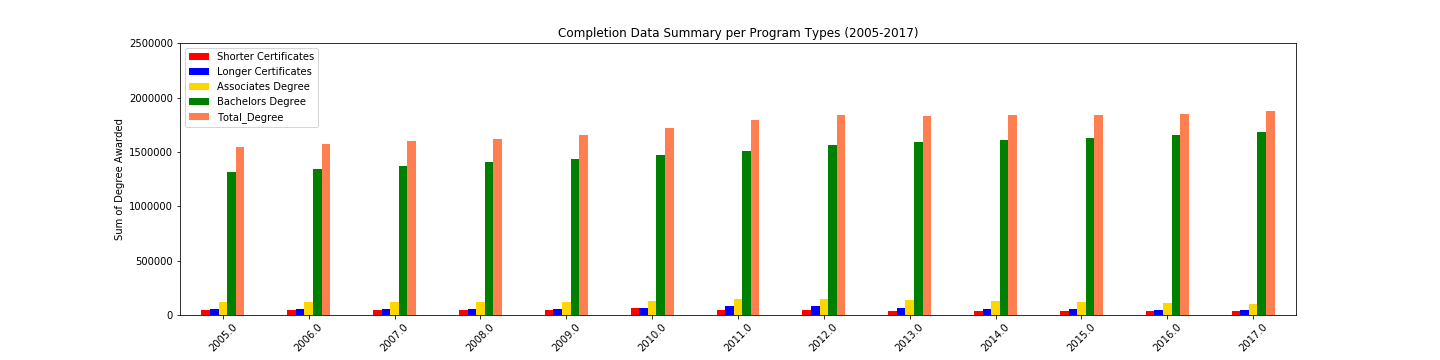 Completion Data Summary per Program Types (2005-2017)
2500000
2000000
1500000
1000000
500000
0
Sum of Degree Awarded
Shorter Certificates
Longer Certificates
Associates Degree
Bachelors Degree
Total_Degree
2005.0
2006.0
2007.0
2008.0
2009.0
2010.0
2011.0
2012.0
2013.0
2014.0
2015.0
2016.0
2017.0